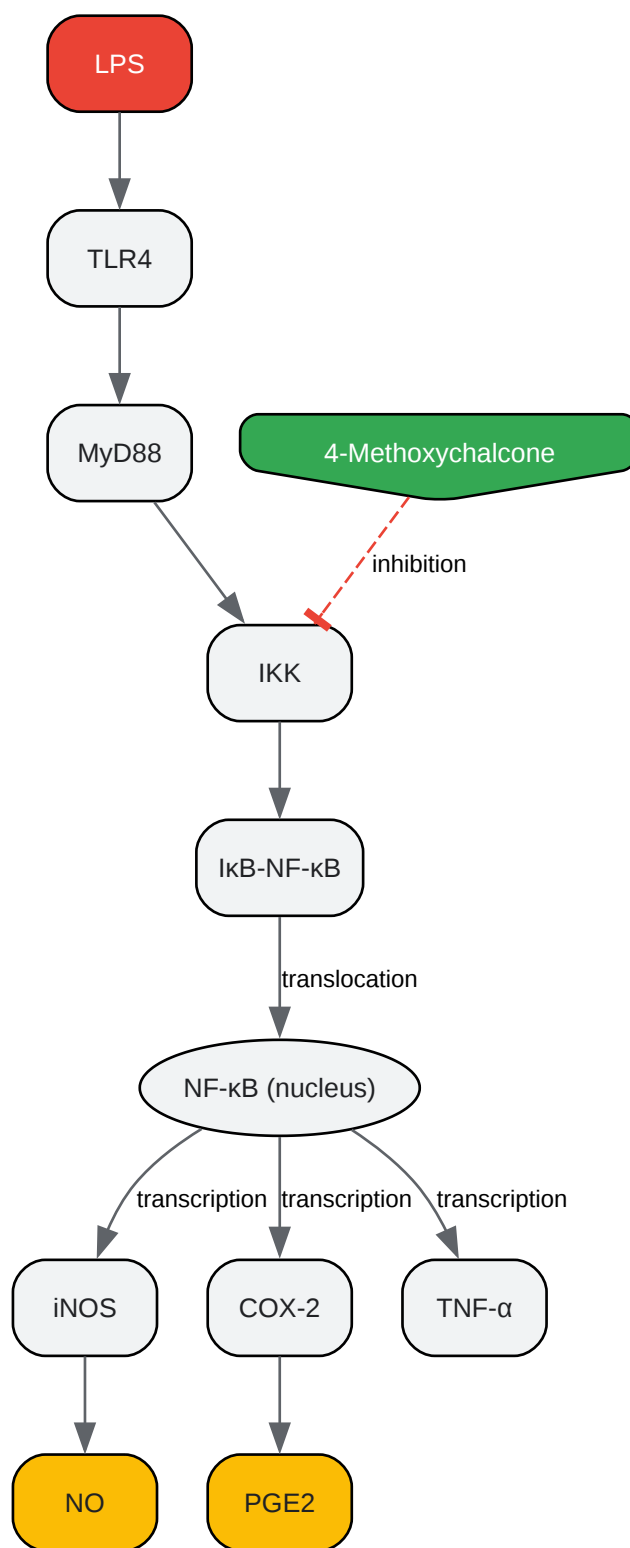 LPS
TLR4
MyD88
4-Methoxychalcone
inhibition
IKK
IκB-NF-κB
translocation
NF-κB (nucleus)
transcription
transcription
transcription
iNOS
COX-2
TNF-α
NO
PGE2